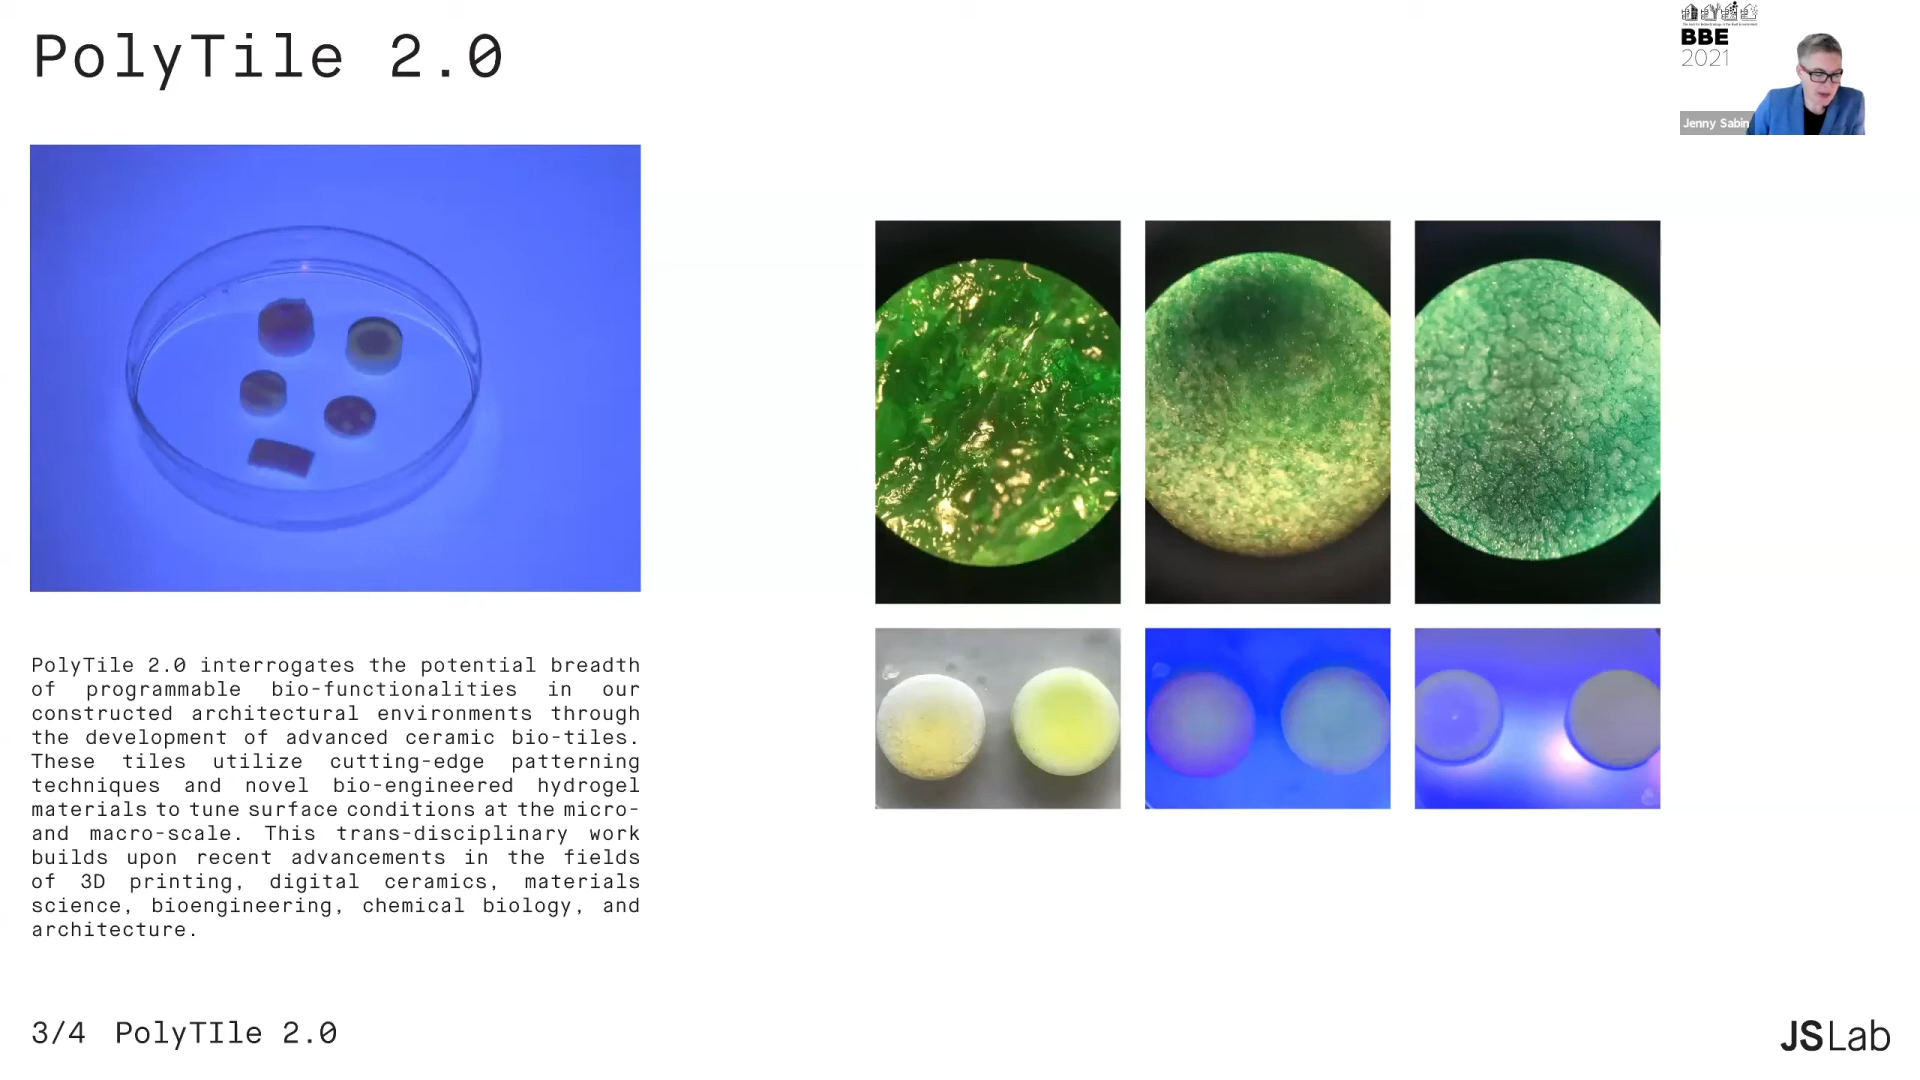 PolyTile 2.0
BBE
2021
Jenny Sabin
PolyTile 2.0 interrogates the potential breadth
of programmable bio-functionalities in our
constructed architectural environments through
the development of advanced ceramic bio-tiles.
These tiles utilize cutting-edge patterning
techniques and novel bio-engineered hydrogel
materials to tune surface conditions at the micro-
and macro-scale. This trans-disciplinary work
builds upon recent advancements in the fields
of 3D printing, digital ceramics, materials
science, bioengineering, chemical biology, and
architecture.
3/4 PolyTIle 2.0
JSLab